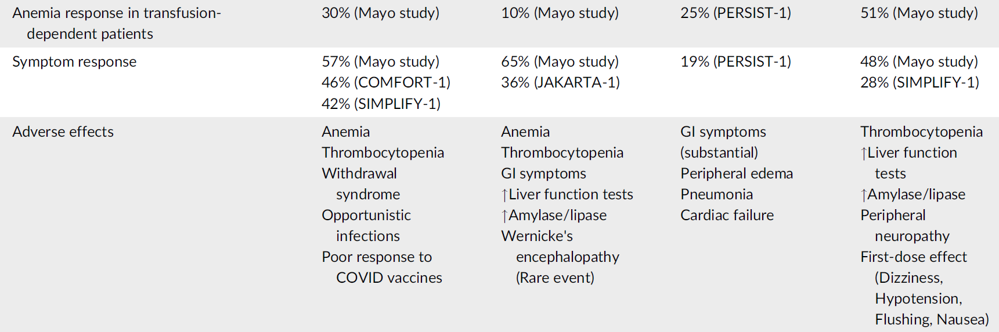 Anemia response in transfusion-
dependent patients
30% (Mayo study)
10% (Mayo study)
25% (PERSIST-1)
51% (Mayo study)
Symptom response
57% (Mayo study)
46% (COMFORT-1)
42% (SIMPLIFY-1)
65% (Mayo study)
36% (JAKARTA-1)
19% (PERSIST-1)
48% (Mayo study)
28% (SIMPLIFY-1)
Adverse effects
Anemia
Thrombocytopenia
Withdrawal
syndrome
Opportunistic
infections
Poor response to
COVID vaccines
Anemia
Thrombocytopenia
GI symptoms
↑Liver function tests
↑Amylase/lipase
Wernicke's
encephalopathy
(Rare event)
GI symptoms
(substantial)
Peripheral edema
Pneumonia
Cardiac failure
Thrombocytopenia
↑Liver function
tests
↑Amylase/lipase
Peripheral
neuropathy
First-dose effect
(Dizziness,
Hypotension,
Flushing, Nausea)